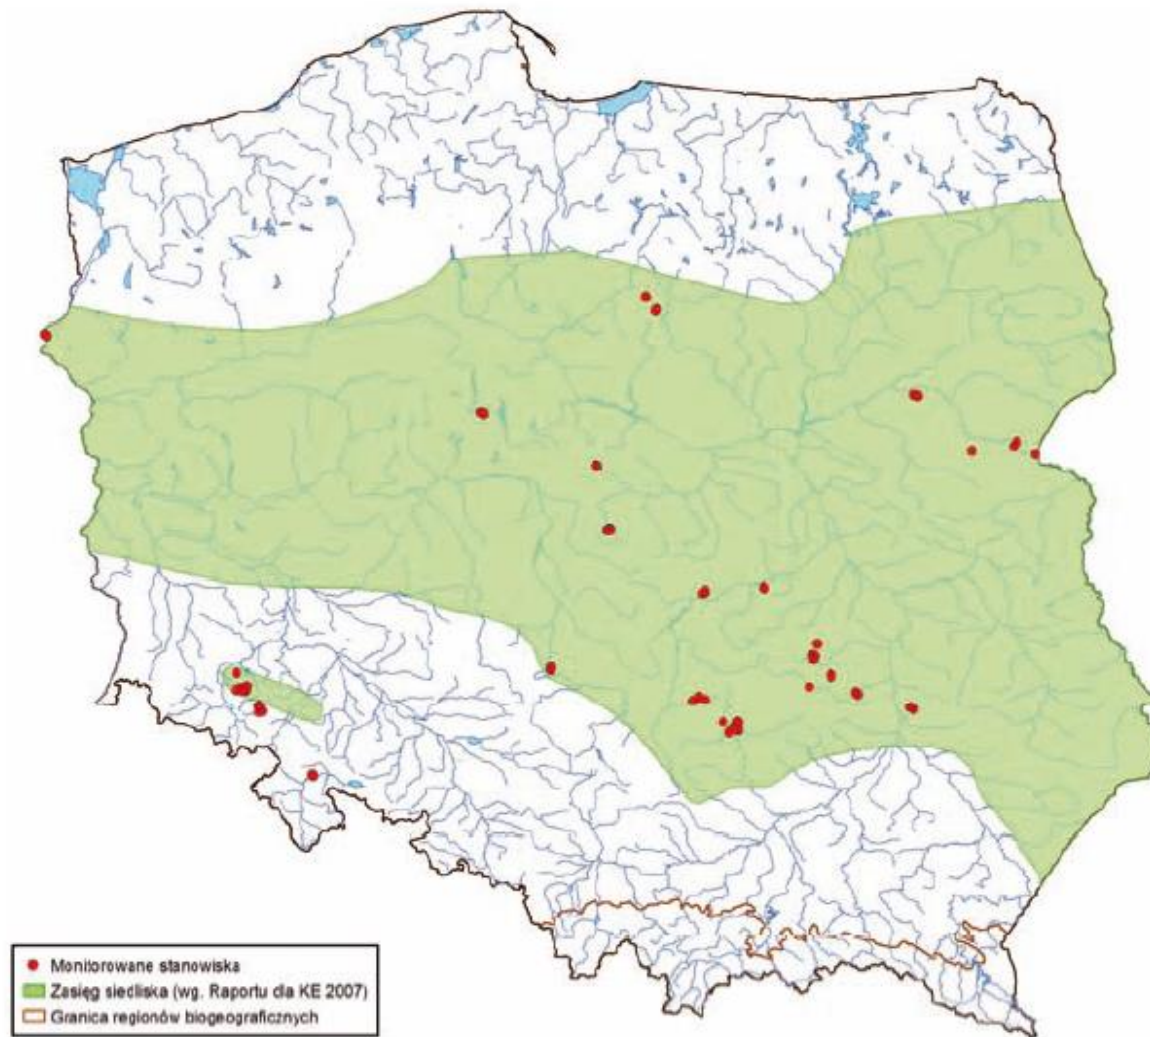 Monitorowane stanowiska
Zasięg siedliska (wg. Raportu dla KE 2007)
Granica regionów biogeograficznych